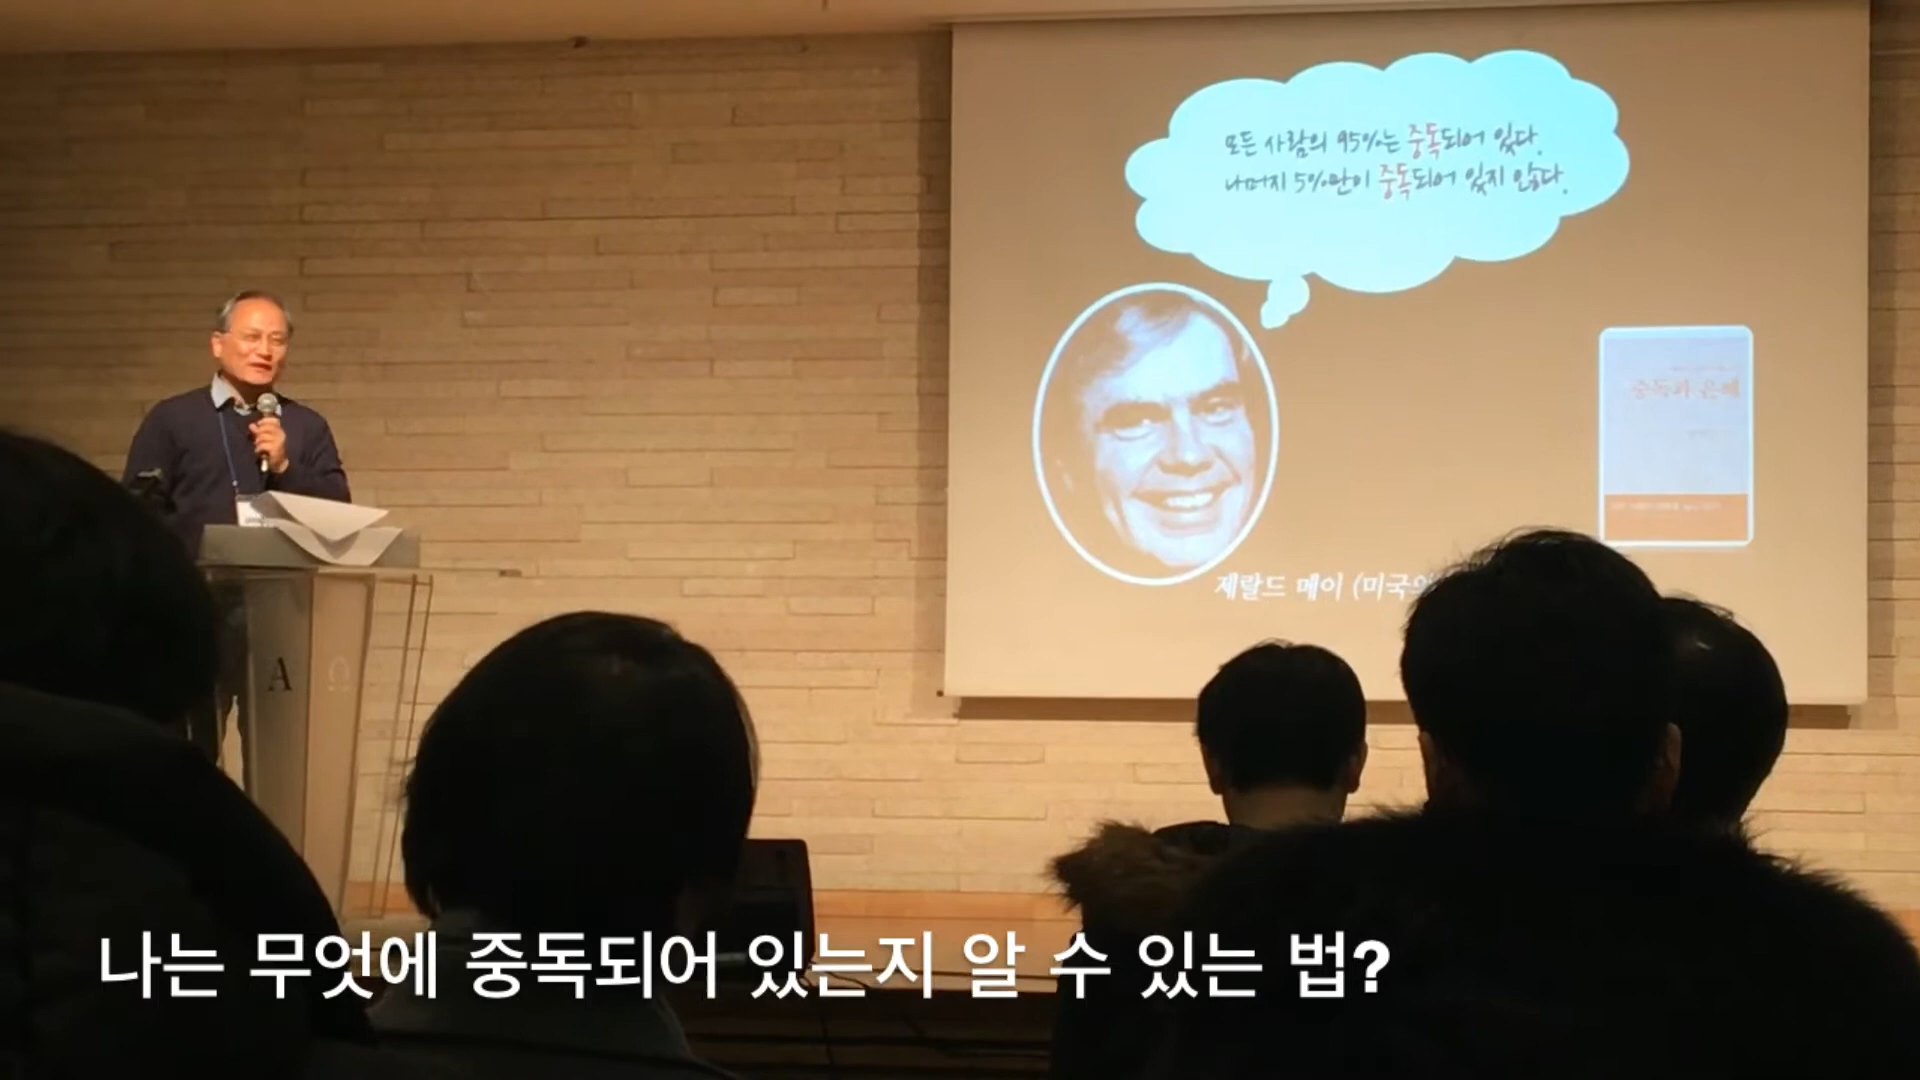 모든 사람의 95%는 중독되어 있다.
나머지 5%만이 중독되어 있지 않다.
중독과 은혜
제랄드 메이 (미국의
A Ω
나는 무엇에 중독되어 있는지 알 수 있는 법?